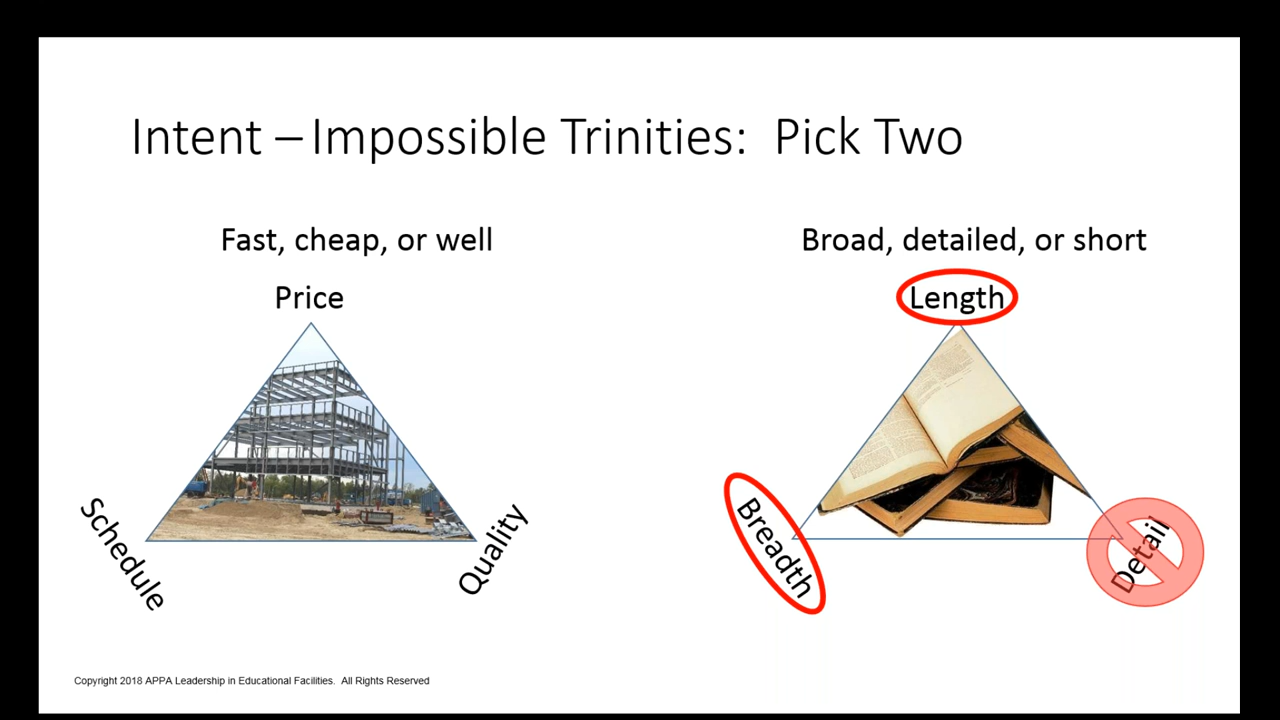 Intent – Impossible Trinities:  Pick Two
Fast, cheap, or well
Price
Schedule
Quality
Broad, detailed, or short
Length
Breadth
Detail
Copyright 2018 APPA Leadership in Educational Facilities.  All Rights Reserved